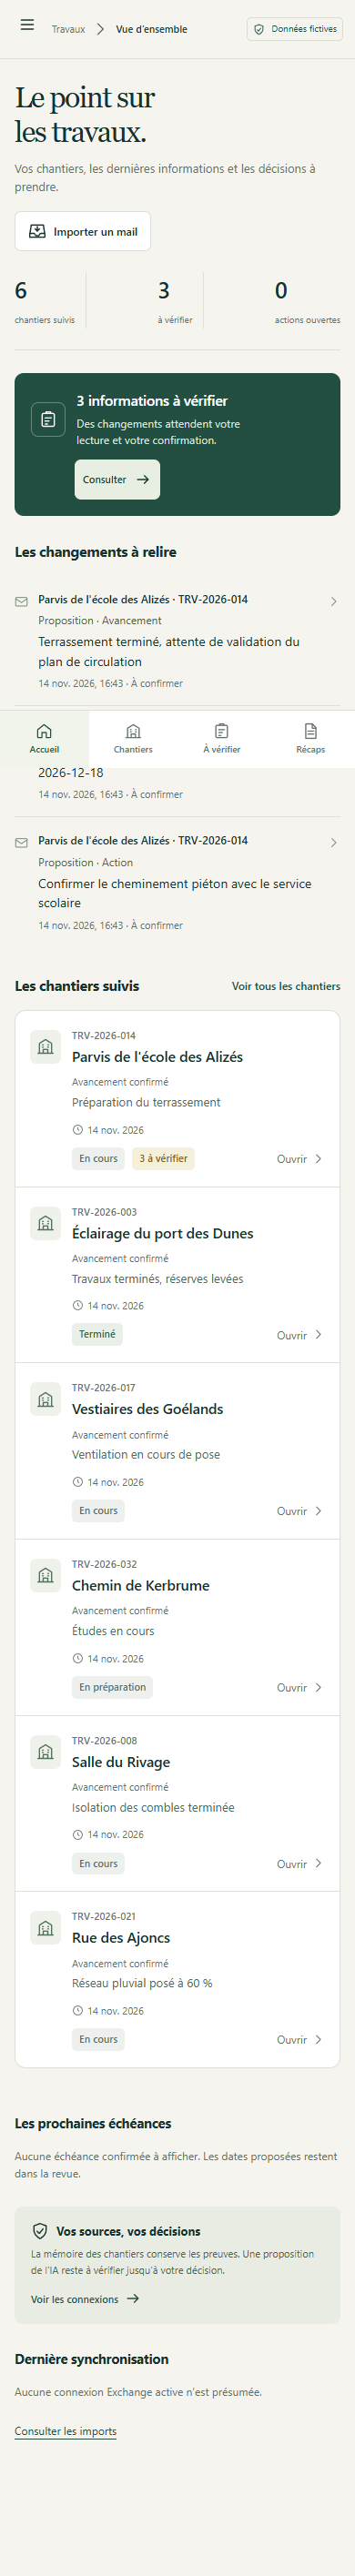 Travaux > Vue d'ensemble
Données fictives
Le point sur
les travaux.
Vos chantiers, les dernières informations et les décisions à
prendre.
Importer un mail
6
chantiers suivis
3
à vérifier
0
actions ouvertes
3 informations à vérifier
Des changements attendent votre
lecture et votre confirmation.
Consulter
Les changements à relire
Parvis de l'école des Alizés · TRV-2026-014
Proposition · Avancement
Terrassement terminé, attente de validation du
plan de circulation
14 nov. 2026, 16:43 · À confirmer
Accueil
Chantiers
À vérifier
Récaps
2026-12-18
14 nov. 2026, 16:43 · À confirmer
Parvis de l'école des Alizés · TRV-2026-014
Proposition · Action
Confirmer le cheminement piéton avec le service
scolaire
14 nov. 2026, 16:43 · À confirmer
Les chantiers suivis
Voir tous les chantiers
TRV-2026-014
Parvis de l'école des Alizés
Avancement confirmé
Préparation du terrassement
14 nov. 2026
En cours
3 à vérifier
Ouvrir
TRV-2026-003
Éclairage du port des Dunes
Avancement confirmé
Travaux terminés, réserves levées
14 nov. 2026
Terminé
Ouvrir
TRV-2026-017
Vestiaires des Goélands
Avancement confirmé
Ventilation en cours de pose
14 nov. 2026
En cours
Ouvrir
TRV-2026-032
Chemin de Kerbrume
Avancement confirmé
Études en cours
14 nov. 2026
En préparation
Ouvrir
TRV-2026-008
Salle du Rivage
Avancement confirmé
Isolation des combles terminée
14 nov. 2026
En cours
Ouvrir
TRV-2026-021
Rue des Ajoncs
Avancement confirmé
Réseau pluvial posé à 60 %
14 nov. 2026
En cours
Ouvrir
Les prochaines échéances
Aucune échéance confirmée à afficher. Les dates proposées restent
dans la revue.
Vos sources, vos décisions
La mémoire des chantiers conserve les preuves. Une proposition
de l'IA reste à vérifier jusqu'à votre décision.
Voir les connexions
Dernière synchronisation
Aucune connexion Exchange active n'est présumée.
Consulter les imports